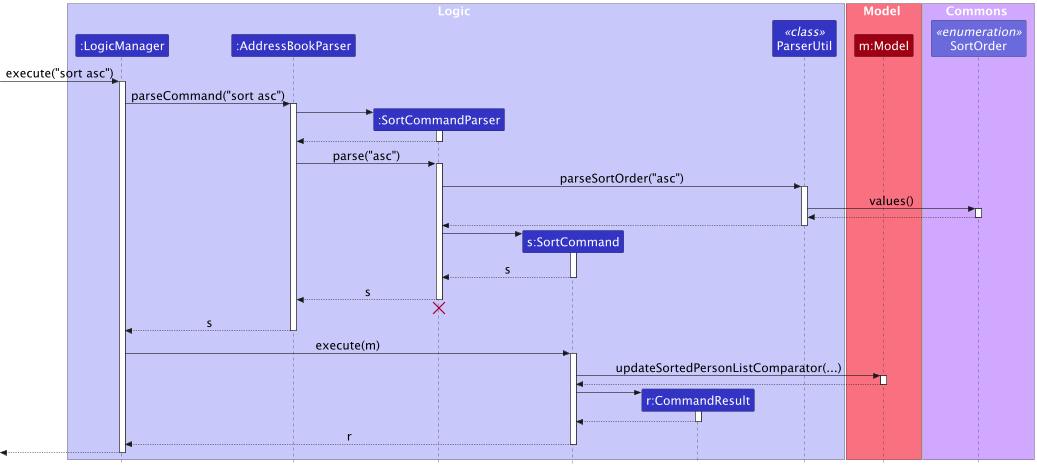 Logic
Model
Commons
«class»
ParserUtil
«enumeration»
SortOrder
:LogicManager
:AddressBookParser
m:Model
execute("sort asc")
parseCommand("sort asc")
:SortCommandParser
parse("asc")
parseSortOrder("asc")
values()
s:SortCommand
s
s
s
execute(m)
updateSortedPersonListComparator(...)
r:CommandResult
r